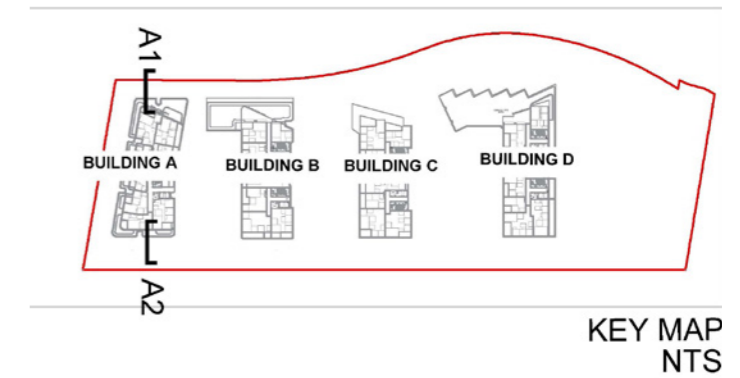 A1
BUILDING A
BUILDING B
BUILDING C
BUILDING D
A2
KEY MAP
NTS